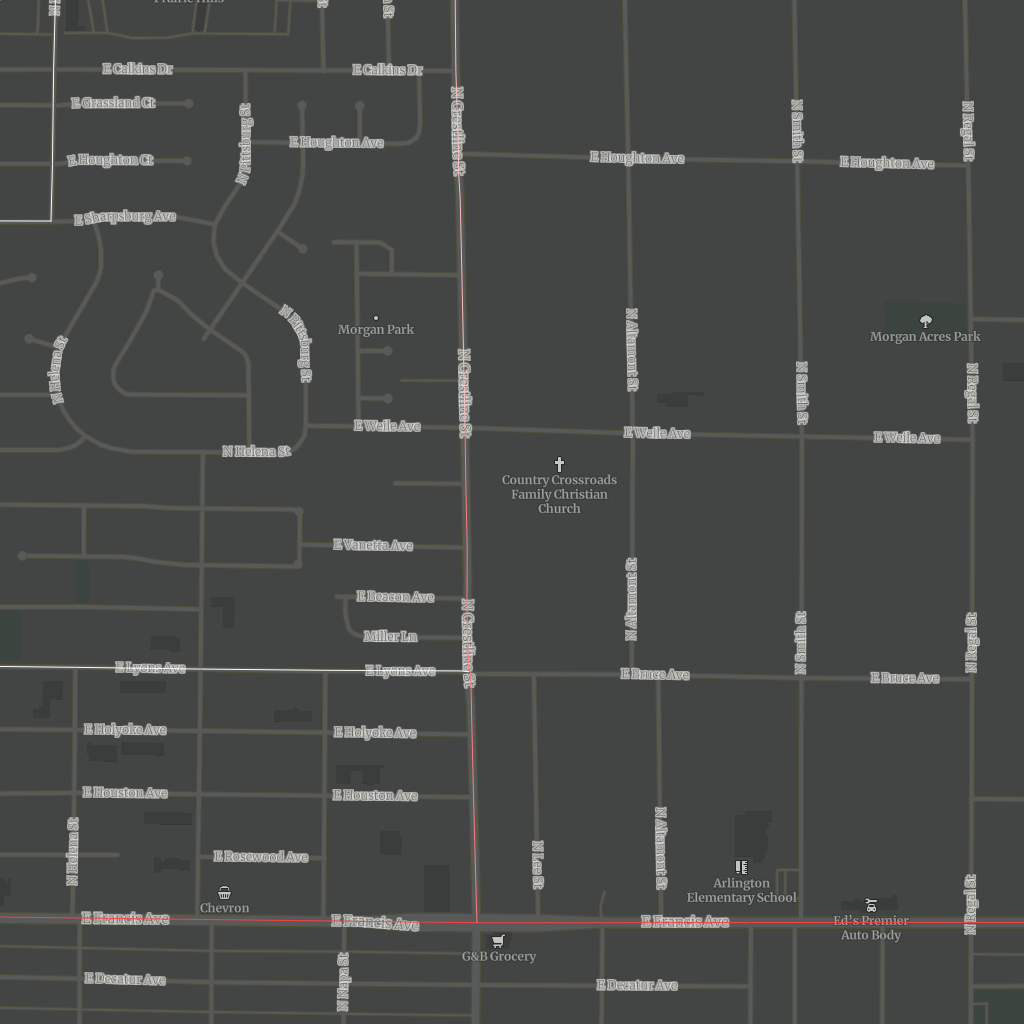 Prairie Hills
E Calkins Dr
E Calkins Dr
E Grassland Ct
N Pittsburg St
N Crestline St
N Smith St
N Regal St
E Houghton Ave
E Houghton Ct
E Houghton Ave
E Houghton Ave
E Sharpsburg Ave
N Pittsburg St
Morgan Park
N Altamont St
Morgan Acres Park
N Helena St
N Crestline St
N Smith St
N Regal St
E Weile Ave
E Weile Ave
E Weile Ave
N Helena St
Country Crossroads
Family Christian
Church
E Vanetta Ave
N Altamont St
E Beacon Ave
N Crestline St
N Smith St
N Regal St
Miller Ln
E Lyons Ave
E Lyons Ave
E Bruce Ave
E Bruce Ave
E Holyoke Ave
E Holyoke Ave
E Houston Ave
E Houston Ave
N Helena St
E Rosewood Ave
N Lee St
N Altamont St
Arlington
Elementary School
Chevron
N Regal St
E Francis Ave
E Francis Ave
E Francis Ave
Ed's Premier
Auto Body
G&B Grocery
E Decatur Ave
N Napa St
E Decatur Ave